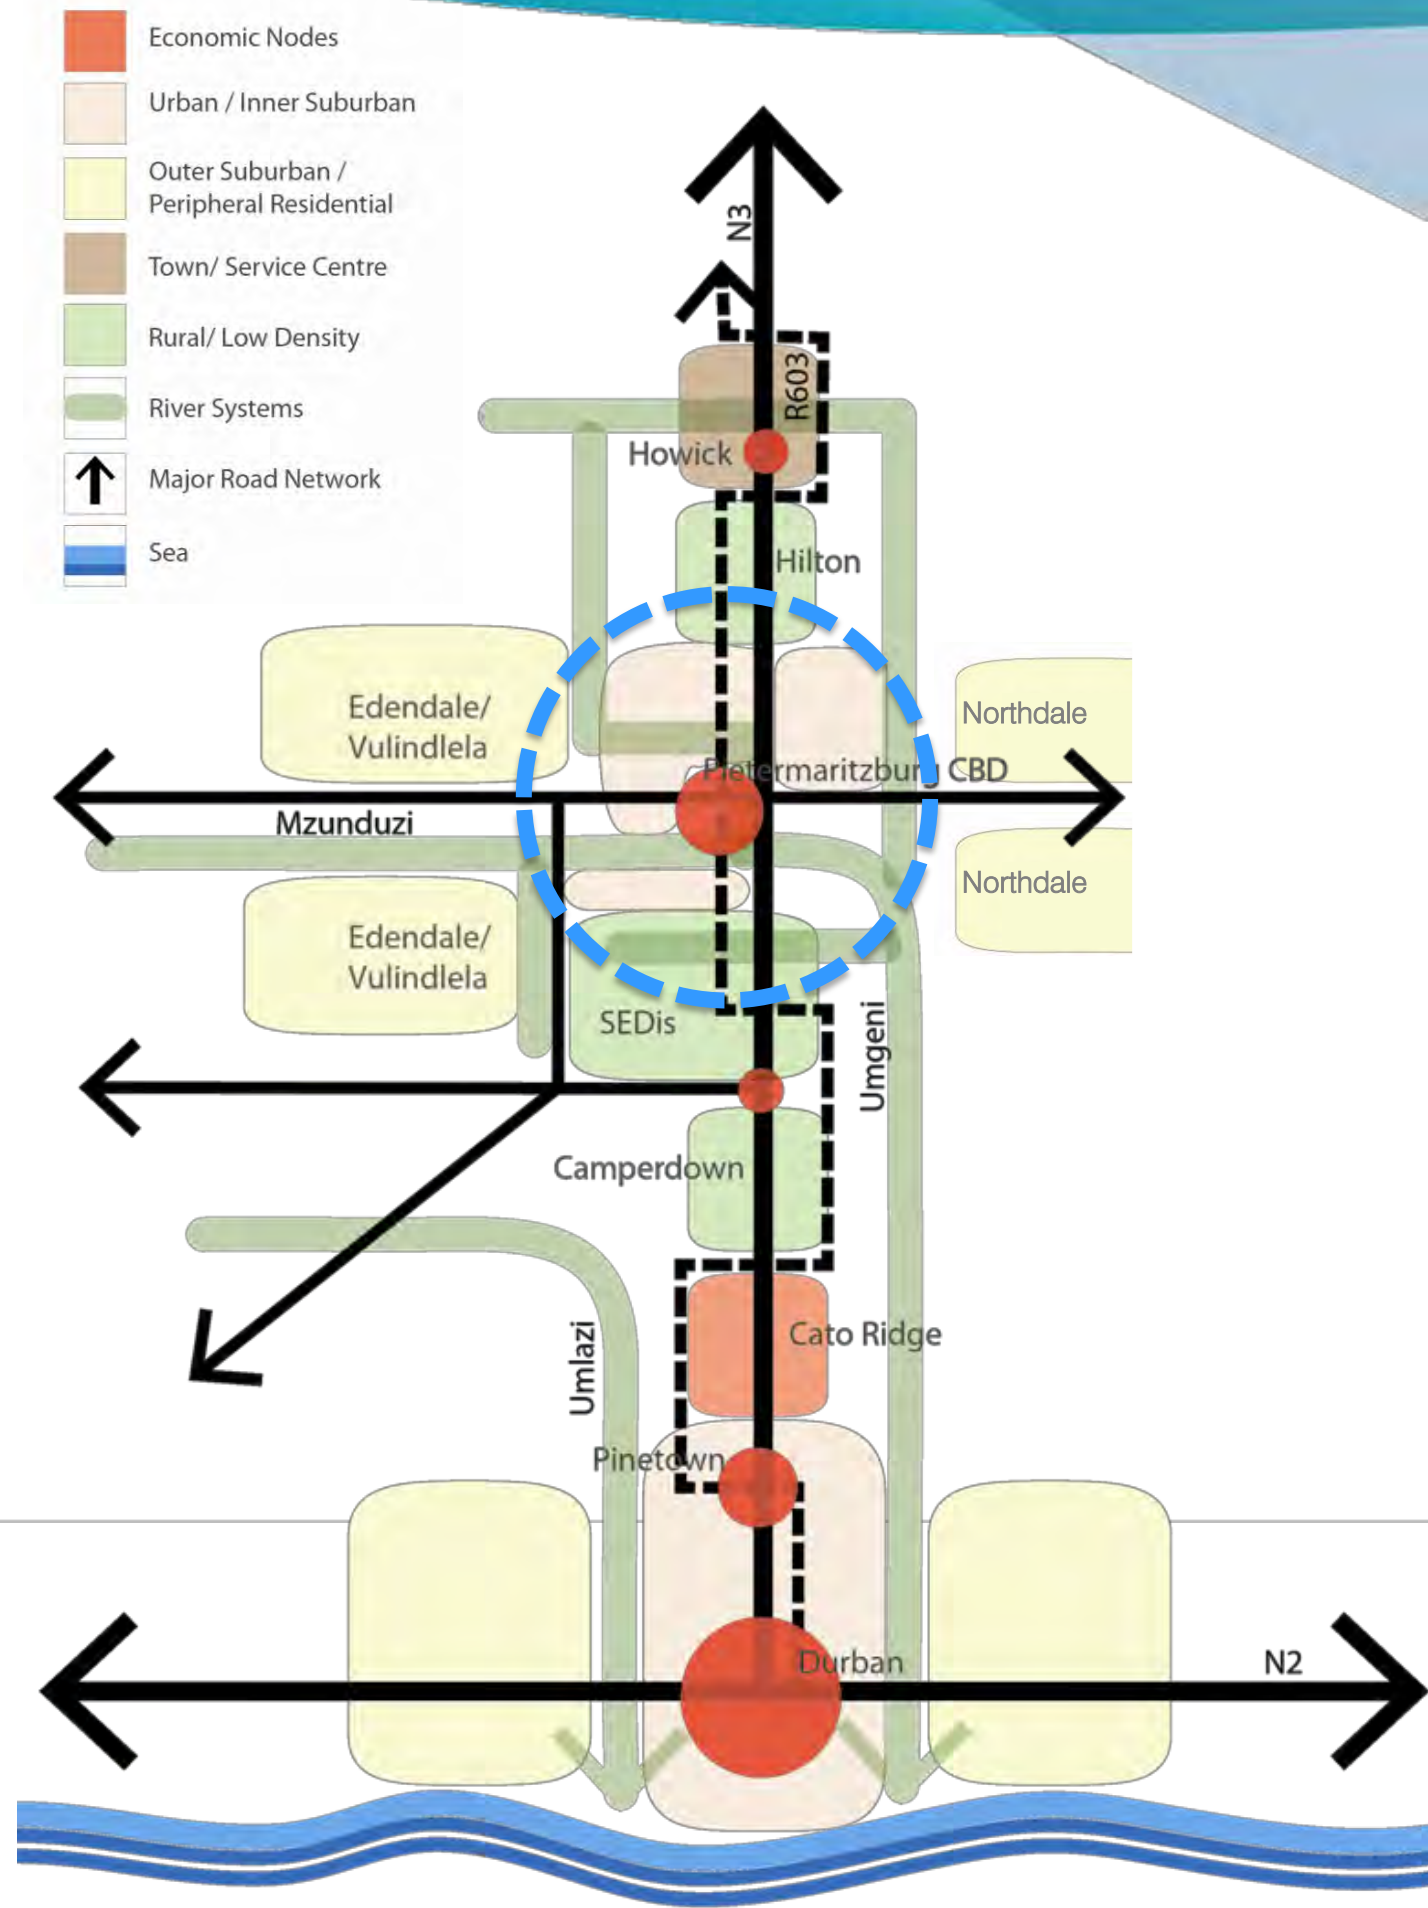 Economic Nodes
Urban / Inner Suburban
Outer Suburban /
Peripheral Residential
Town/ Service Centre
Rural/ Low Density
River Systems
Major Road Network
Sea
N3
R603
Howick
Hilton
Edendale/
Vulindlela
Northdale
Pietermaritzburg CBD
Mzunduzi
Northdale
Edendale/
Vulindlela
SEDis
Umgeni
Camperdown
Cato Ridge
Umlazi
Pinetown
Durban
N2